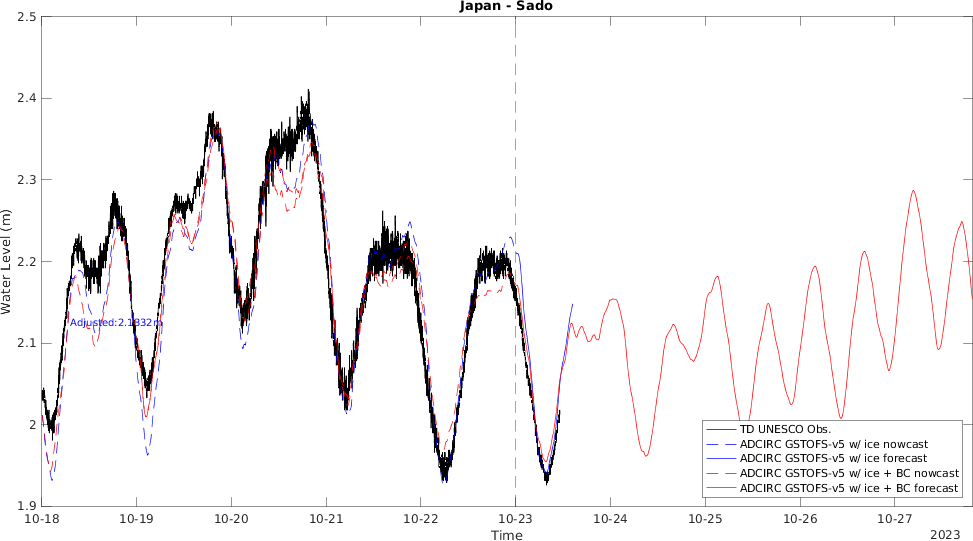 Japan - Sado
2.5
2.4
2.3
2.2
2.1
2
1.9
Water Level (m)
Adjusted:2.1832m
10-18
10-19
10-20
10-21
10-22
10-23
10-24
10-25
10-26
10-27
Time
2023
TD UNESCO Obs.
ADCIRC GSTOFS-v5 w/ ice nowcast
ADCIRC GSTOFS-v5 w/ ice forecast
ADCIRC GSTOFS-v5 w/ ice + BC nowcast
ADCIRC GSTOFS-v5 w/ ice + BC forecast